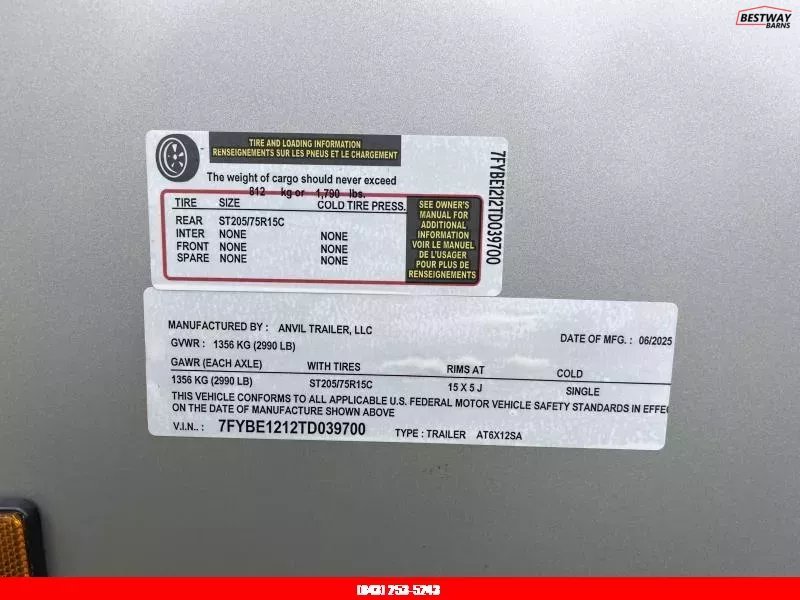 BESTWAY
BARNS
TIRE AND LOADING INFORMATION
RENSEIGNEMENTS SUR LES PNEUS ET LE CHARGEMENT
The weight of cargo should never exceed
812 kg or 1,790 lbs.
TIRE SIZE COLD TIRE PRESS.
REAR ST205/75R15C
INTER NONE NONE
FRONT NONE NONE
SPARE NONE NONE
SEE OWNER'S
MANUAL FOR
ADDITIONAL
INFORMATION
VOIR LE MANUEL
DE L'USAGER
POUR PLUS DE
RENSEIGNEMENTS
7FYBE1212TD039700
MANUFACTURED BY : ANVIL TRAILER, LLC
DATE OF MFG. : 06/2025
GVWR : 1356 KG (2990 LB)
GAWR (EACH AXLE) WITH TIRES RIMS AT COLD
1356 KG (2990 LB) ST205/75R15C 15 X 5 J SINGLE
THIS VEHICLE CONFORMS TO ALL APPLICABLE U.S. FEDERAL MOTOR VEHICLE SAFETY STANDARDS IN EFFEC
ON THE DATE OF MANUFACTURE SHOWN ABOVE
V.I.N.. : 7FYBE1212TD039700 TYPE : TRAILER AT6X12SA
(843) 253-5243